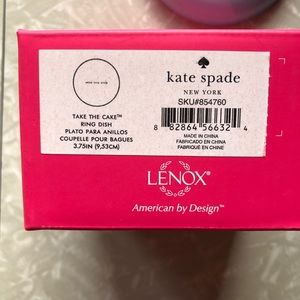 kate spade
NEW YORK
SKU#854760
8 82864 56632 4
MADE IN CHINA
FABRICADO EN CHINA
FABRIQUÉ EN CHINE
TAKE THE CAKE™
RING DISH
PLATO PARA ANILLOS
COUPELLE POUR BAGUES
3.75IN (9,53CM)
LENOX®
American by Design™